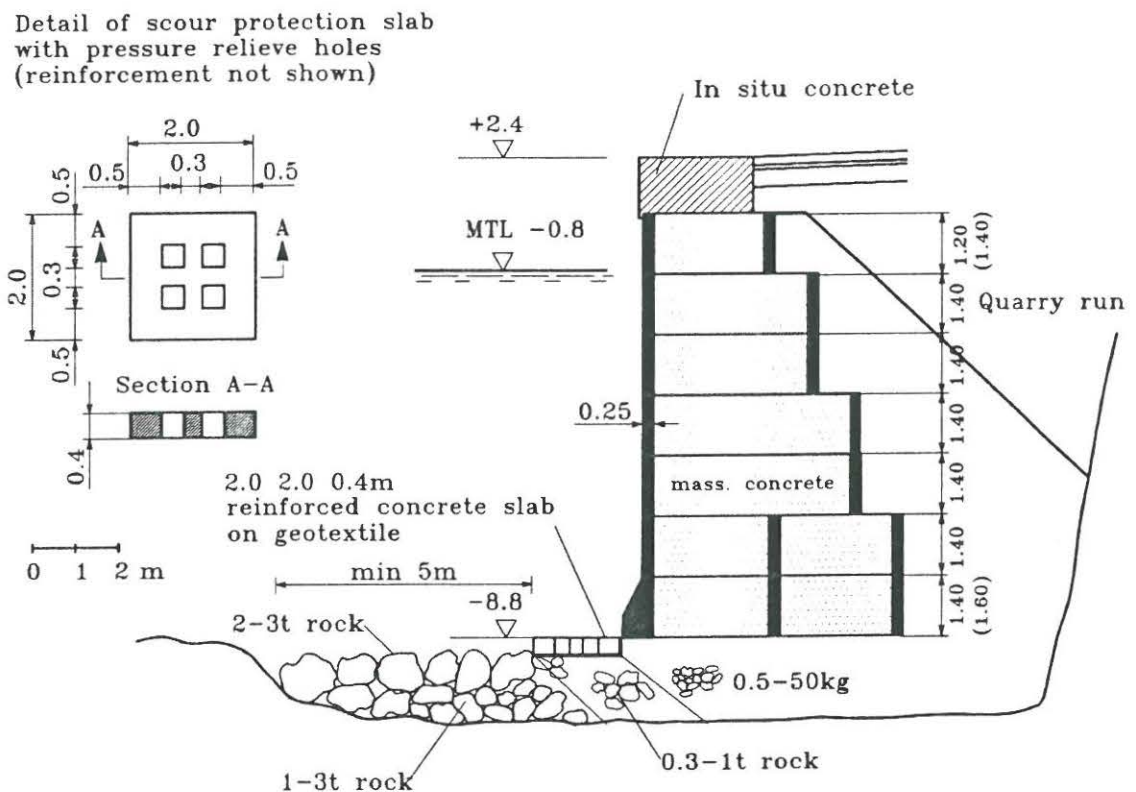 Detail of scour protection slab
with pressure relieve holes
(reinforcement not shown)
In situ concrete
+2.4
2.0
0.3
0.5
0.5
0.5
A
A
MTL -0.8
2.0
0.3
0.5
1.20
(1.40)
1.40
Quarry run
1.40
Section A-A
0.25
1.40
0.4
2.0 2.0 0.4m
reinforced concrete slab
on geotextile
mass. concrete
1.40
0 1 2 m
min 5m
1.40
-8.8
1.40
(1.60)
2-3t rock
0.5-50kg
0.3-1t rock
1-3t rock